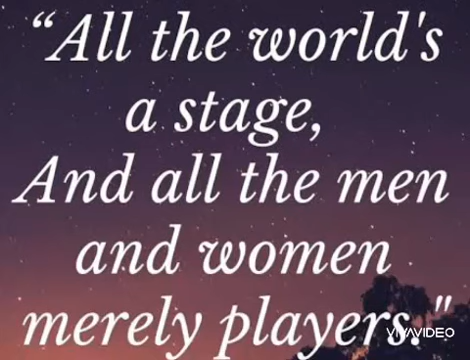 “All the world's
a stage,
And all the men
and women
merely players."
VIVAVIDEO